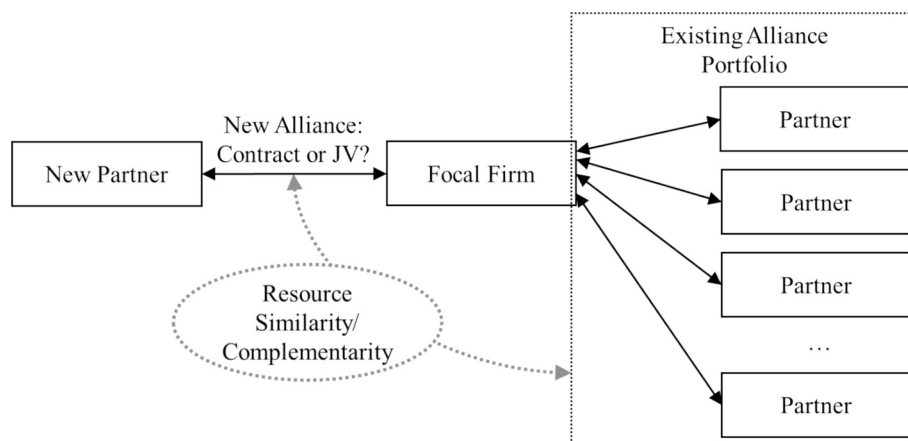 Existing Alliance
Portfolio
Partner
New Alliance:
Contract or JV?
New Partner
Focal Firm
Partner
Partner
Resource
Similarity/
Complementarity
…
Partner